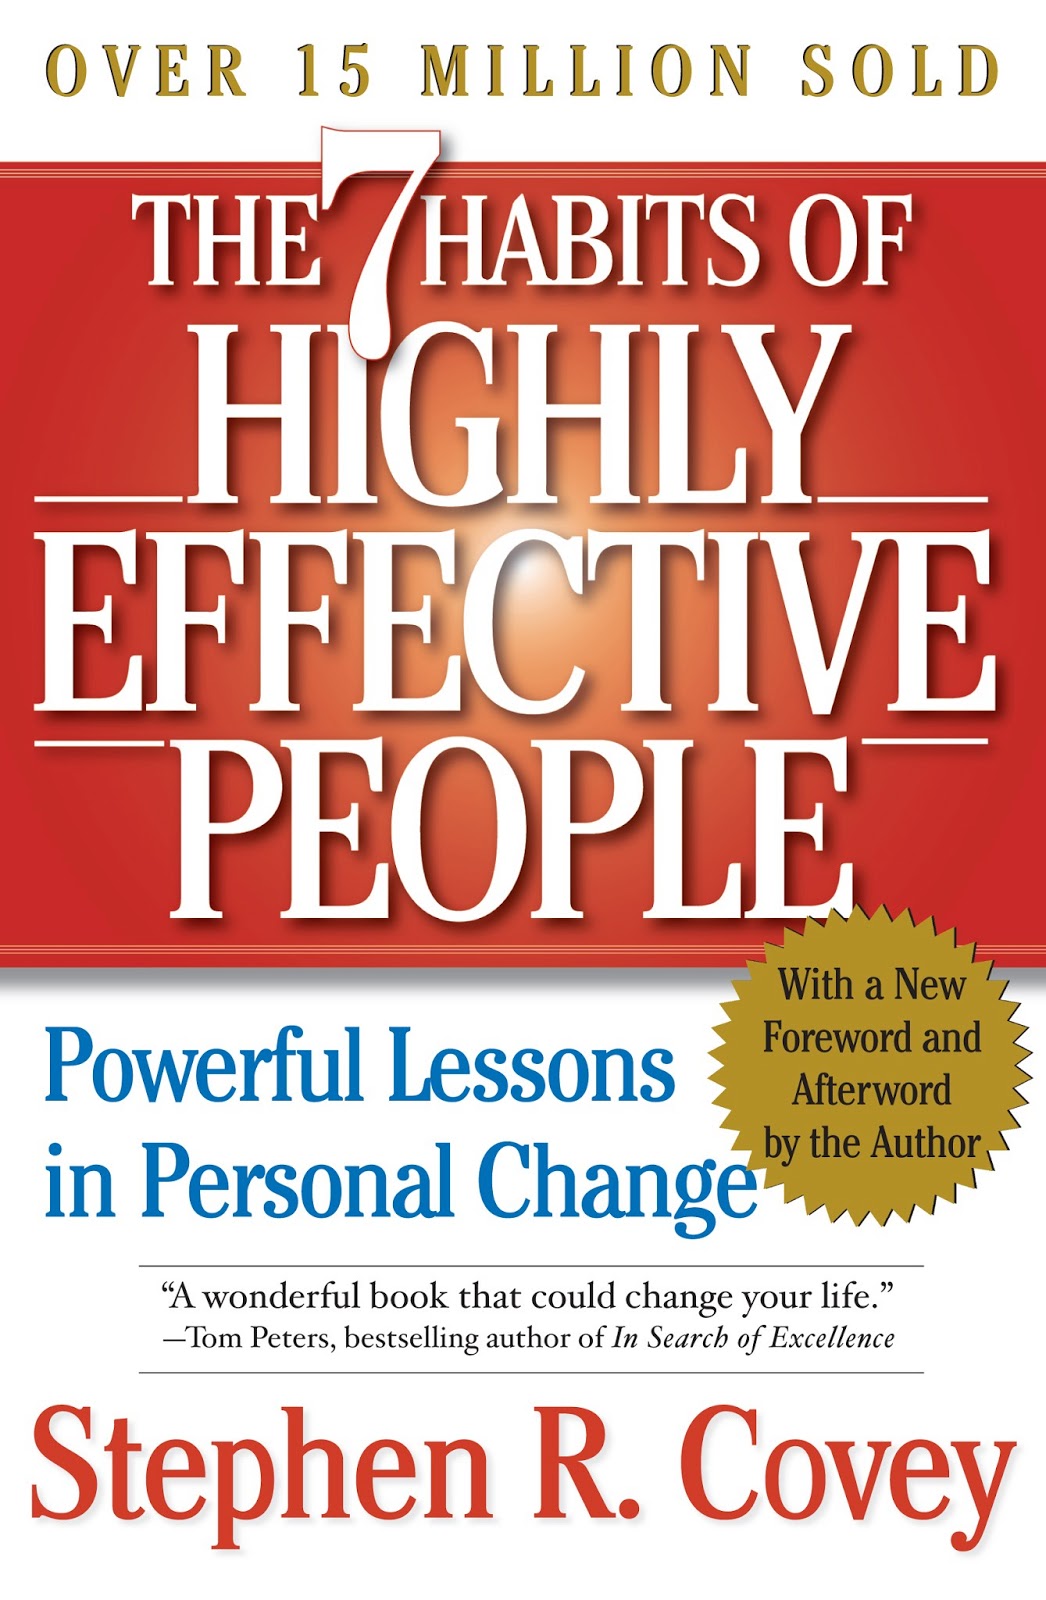 OVER 15 MILLION SOLD
THE 7 HABITS OF
HIGHLY
EFFECTIVE
PEOPLE
With a New
Foreword and
Afterword
by the Author
Powerful Lessons
in Personal Change
“A wonderful book that could change your life.”
—Tom Peters, bestselling author of In Search of Excellence
Stephen R. Covey